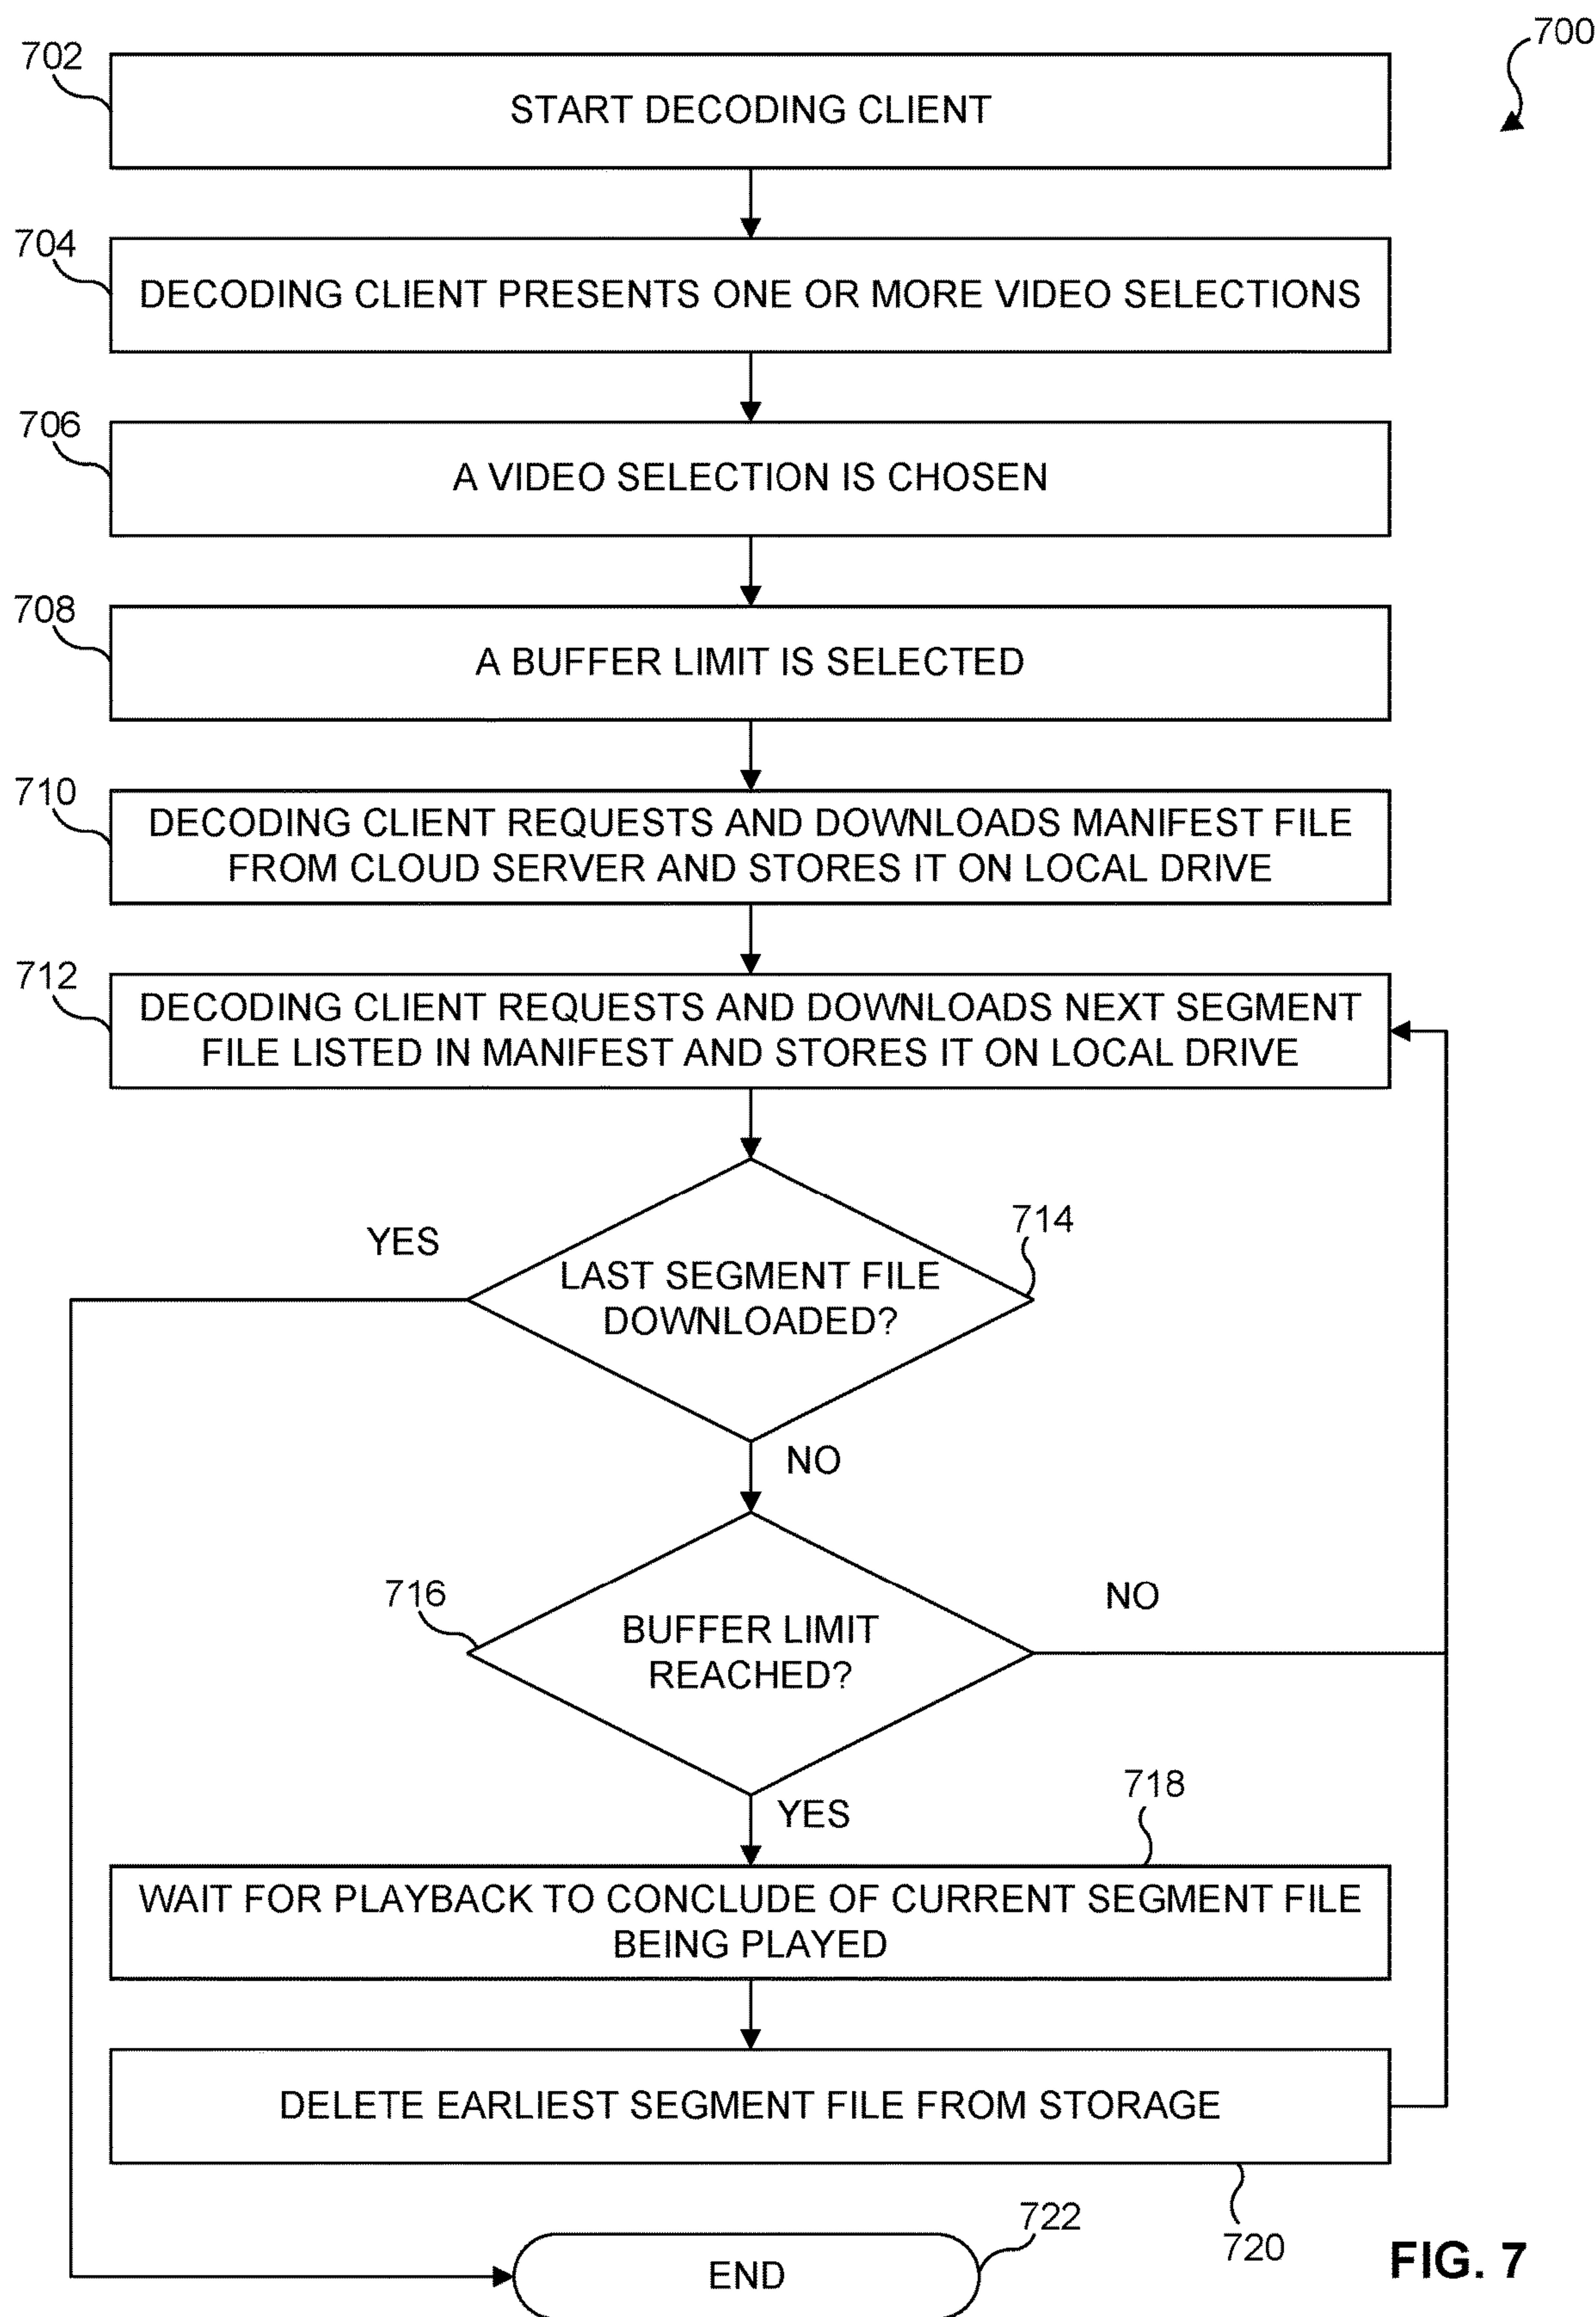 700
702
START DECODING CLIENT
704
DECODING CLIENT PRESENTS ONE OR MORE VIDEO SELECTIONS
706
A VIDEO SELECTION IS CHOSEN
708
A BUFFER LIMIT IS SELECTED
710
DECODING CLIENT REQUESTS AND DOWNLOADS MANIFEST FILE
FROM CLOUD SERVER AND STORES IT ON LOCAL DRIVE
712
DECODING CLIENT REQUESTS AND DOWNLOADS NEXT SEGMENT
FILE LISTED IN MANIFEST AND STORES IT ON LOCAL DRIVE
714
YES
LAST SEGMENT FILE
DOWNLOADED?
NO
716
NO
BUFFER LIMIT
REACHED?
718
YES
WAIT FOR PLAYBACK TO CONCLUDE OF CURRENT SEGMENT FILE
BEING PLAYED
DELETE EARLIEST SEGMENT FILE FROM STORAGE
720
722
END
FIG. 7